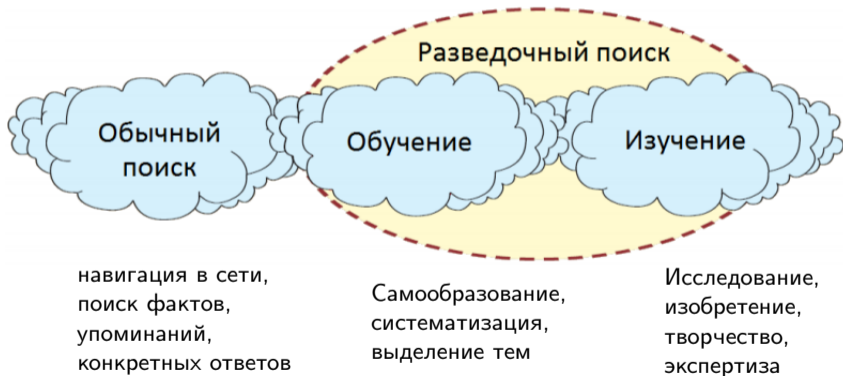 Разведочный поиск
Обычный
поиск
Обучение
Изучение
навигация в сети,
поиск фактов,
упоминаний,
конкретных ответов
Самообразование,
систематизация,
выделение тем
Исследование,
изобретение,
творчество,
экспертиза